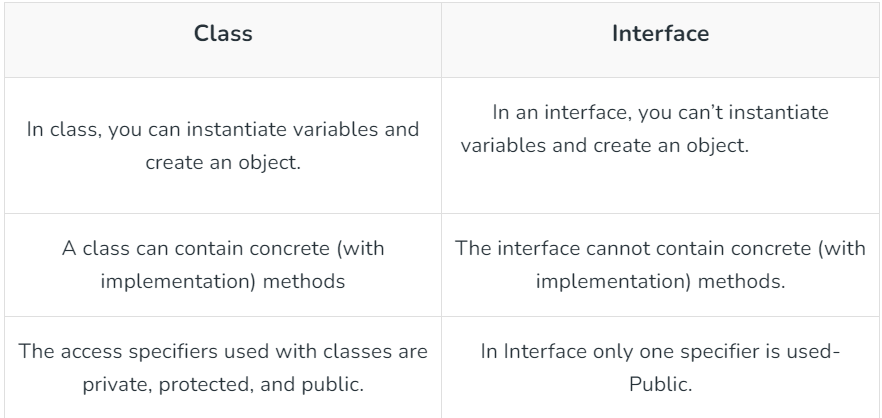 Class
Interface
In class, you can instantiate variables and
create an object.
In an interface, you can’t instantiate
variables and create an object.
A class can contain concrete (with
implementation) methods
The interface cannot contain concrete (with
implementation) methods.
The access specifiers used with classes are
private, protected, and public.
In Interface only one specifier is used-
Public.